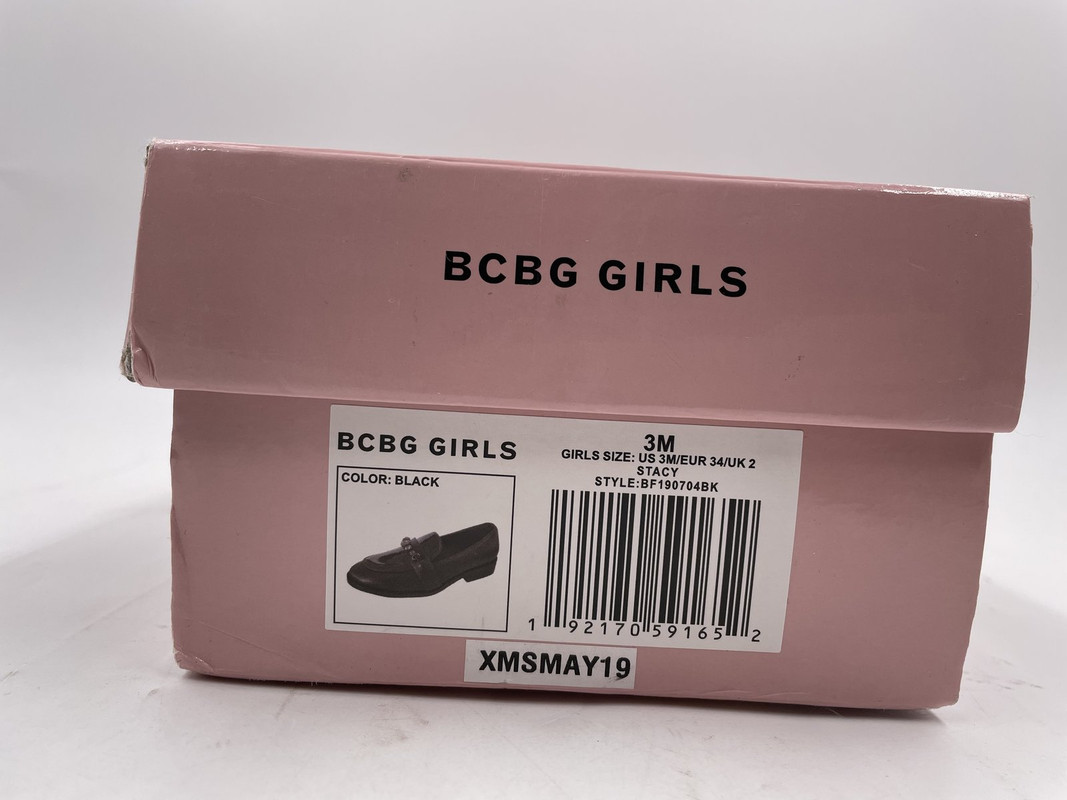 BCBG GIRLS
BCBG GIRLS
COLOR: BLACK
3M
GIRLS SIZE: US 3M/EUR 34/UK 2
STACY
STYLE:BF190704BK
1 92170 59165 2
XMSMAY19